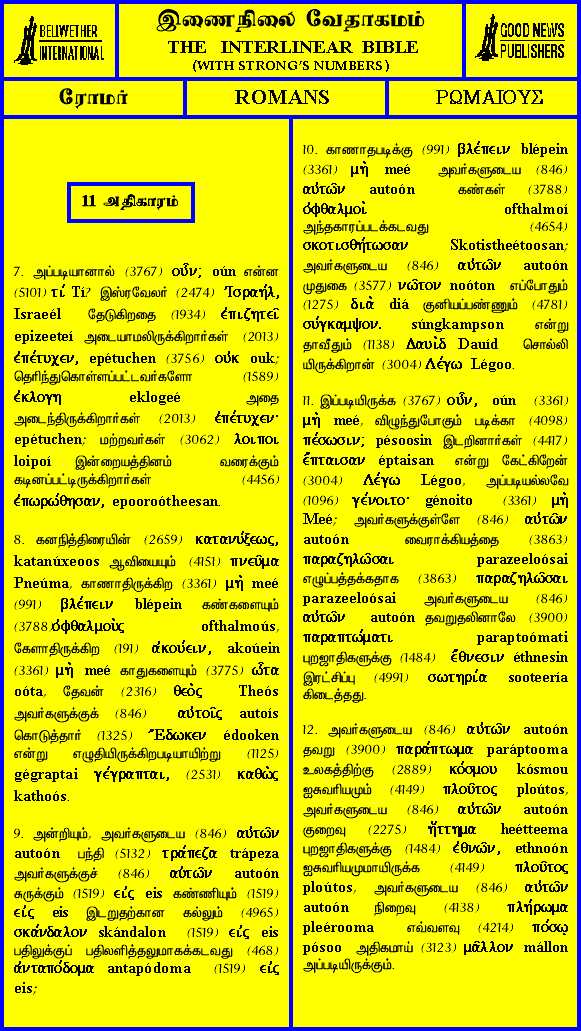 BELLWETHER
INTERNATIONAL
இணைநிலை வேதாகமம்
THE INTERLINEAR BIBLE
(WITH STRONG'S NUMBERS)
GOOD NEWS
PUBLISHERS
ரோமர்
ROMANS
ΡΩΜΑΙΟΥΣ
11 அதிகாரம்
7. அப்படியானால் (3767) οὖν; oún என்ன
(5101) τί Tí? இஸ்ரவேலர் (2474) Ἰσραήλ,
Israeél தேடுகிறதை (1934) ἐπιζητεῖ
epizeeteí அடையாமலிருக்கிறார்கள் (2013)
ἐπέτυχεν, epétuchen (3756) οὐκ ouk;
தெரிந்துகொள்ளப்பட்டவர்களோ (1589)
ἐκλογη eklogeé அதை
அடைந்திருக்கிறார்கள் (2013) ἐπέτυχεν·
epétuchen; மற்றவர்கள் (3062) λοιποι
loipoí இன்றையத்தினம் வரைக்கும்
கடினப்பட்டிருக்கிறார்கள் (4456)
ἐπωρώθησαν, epooroótheesan.
8. கனநித்திரையின் (2659) κατανύξεως,
katanúxeoos ஆவியையும் (4151) πνεῦμα
Pneúma, காணாதிருக்கிற (3361) μὴ meé
(991) βλέπειν blépein கண்களையும்
(3788)ὀφθαλμοὺς ofthalmoús,
கேளாதிருக்கிற (191) ἀκούειν, akoúein
(3361) μὴ meé காதுகளையும் (3775) ὦτα
oóta, தேவன் (2316) θεὸς Theós
அவர்களுக்குக் (846) αὐτοῖς autoís
கொடுத்தார் (1325) Ἔδωκεν édooken
என்று எழுதியிருக்கிறபடியாயிற்று (1125)
gégraptai γέγραπται, (2531) καθὼς
kathoós.
9. அன்றியும், அவர்களுடைய (846) αὐτῶν
autoón பந்தி (5132) τράπεζα trápeza
அவர்களுக்குச் (846) αὐτῶν autoón
சுருக்கும் (1519) εἰς eis கண்ணியும் (1519)
εἰς eis இடறுதற்கான கல்லும் (4965)
σκάνδαλον skándalon (1519) εἰς eis
பதிலுக்குப் பதிலளித்தலுமாகக்கடவது (468)
ἀνταπόδομα antapódoma (1519) εἰς
eis;
10. காணாதபடிக்கு (991) βλέπειν blépein
(3361) μὴ meé அவர்களுடைய (846)
αὐτῶν autoón கண்கள் (3788)
ὀφθαλμοὶ ofthalmoí
அந்தகாரப்படக்கடவது (4654)
σκοτισθήτωσαν Skotistheétoosan;
அவர்களுடைய (846) αὐτῶν autoón
முதுகை (3577) νῶτον noóton எப்போதும்
(1275) διὰ diá குனியப்பண்ணும் (4781)
σύγκαμψον. súngkampson என்று
தாவீதும் (1138) Δαυὶδ Dauíd சொல்லி
யிருக்கிறான் (3004) Λέγω Légoo.
11. இப்படியிருக்க (3767) οὖν, oún (3361)
μὴ meé, விழுந்துபோகும் படிக்கா (4098)
πέσωσιν; pésoosin இடறினார்கள் (4417)
ἔπταισαν éptaisan என்று கேட்கிறேன்
(3004) Λέγω Légoo, அப்படியல்லவே
(1096) γένοιτο· génoito (3361) μὴ
Meé; அவர்களுக்குள்ளே (846) αὐτῶν
autoón வைராக்கியத்தை (3863)
παραζηλῶσαι parazeeloósai
எழுப்பத்தக்கதாக (3863) παραζηλῶσαι
parazeeloósai அவர்களுடைய (846)
αὐτῶν autoón தவறுதலினாலே (3900)
παραπτώματι paraptoómati
புறஜாதிகளுக்கு (1484) ἔθνεσιν éthnesin
இரட்சிப்பு (4991) σωτηρία sooteería
கிடைத்தது.
12. அவர்களுடைய (846) αὐτῶν autoón
தவறு (3900) παράπτωμα paráptooma
உலகத்திற்கு (2889) κόσμου kósmou
ஐசுவரியமும் (4149) πλοῦτος ploútos,
அவர்களுடைய (846) αὐτῶν autoón
குறைவு (2275) ἥττημα heétteema
புறஜாதிகளுக்கு (1484) ἐθνῶν, ethnoón
ஐசுவரியமுமாயிருக்க (4149) πλοῦτος
ploútos, அவர்களுடைய (846) αὐτῶν
autoón நிறைவு (4138) πλήρωμα
pleérooma எவ்வளவு (4214) πόσῳ
pósoo அதிகமாய் (3123) μᾶλλον mállon
அப்படியிருக்கும்.